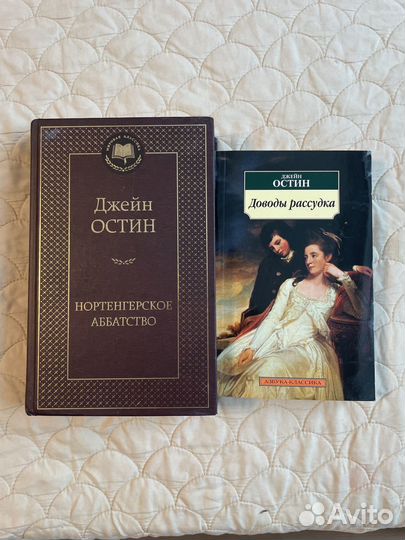 Джейн
ОСТИН
НОРТЕНГЕРСКОЕ
АББАТСТВО
ДЖЕЙН
ОСТИН
Доводы рассудка
АЗБУКА-КЛАССИКА
Avito